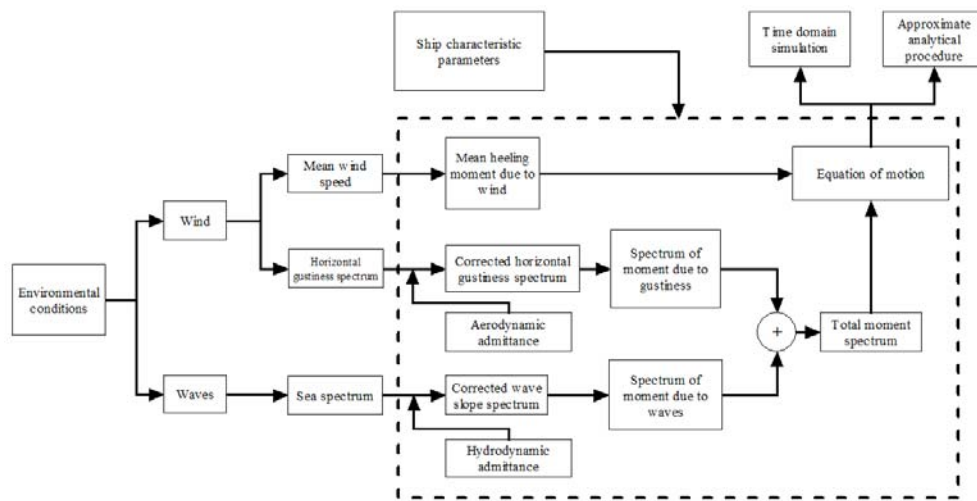 Ship characteristic
parameters
Time domain
simulation
Approximate
analytical
procedure
Mean wind
speed
Mean heeling
moment due to
wind
Equation of motion
Wind
Horizontal
gustiness spectrum
Corrected horizontal
gustiness spectrum
Spectrum of
moment due to
gustiness
Environmental
conditions
Aerodynamic
admittance
+
Total moment
spectrum
Waves
Sea spectrum
Corrected wave
slope spectrum
Spectrum of
moment due to
waves
Hydrodynamic
admittance